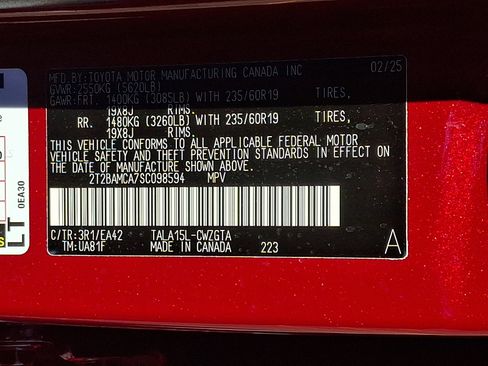 MFD.BY:TOYOTA MOTOR MANUFACTURING CANADA INC 02/25
GVWR:2550KG (5620LB)
GAWR:FRT. 1400KG (3085LB) WITH 235/60R19 TIRES,
19X8J RIMS.
RR. 1480KG (3260LB) WITH 235/60R19 TIRES,
19X8J RIMS.
THIS VEHICLE CONFORMS TO ALL APPLICABLE FEDERAL MOTOR
VEHICLE SAFETY AND THEFT PREVENTION STANDARDS IN EFFECT ON
THE DATE OF MANUFACTURE SHOWN ABOVE.
2T2BAMCA7SC098594 MPV
C/TR:3R1/EA42 TALA15L-CWZGTA
TM:UA81F MADE IN CANADA 223 A
LT
0EA30